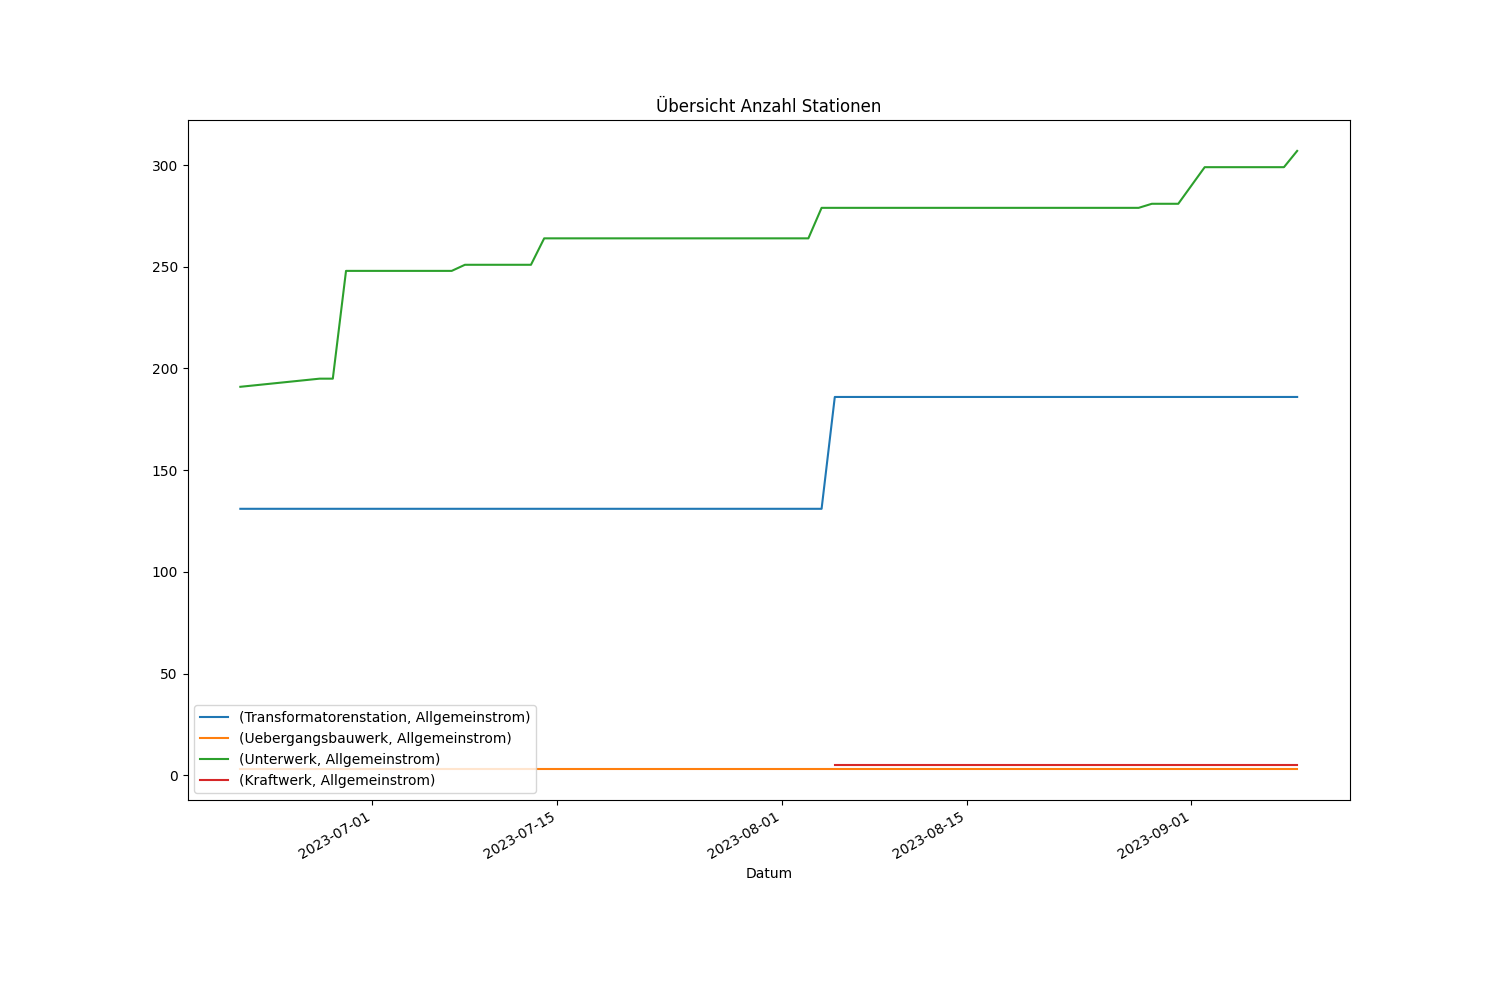 Übersicht Anzahl Stationen
300
250
200
150
100
50
0
(Transformatorenstation, Allgemeinstrom)
(Uebergangsbauwerk, Allgemeinstrom)
(Unterwerk, Allgemeinstrom)
(Kraftwerk, Allgemeinstrom)
2023-07-01
2023-07-15
2023-08-01
2023-08-15
2023-09-01
Datum